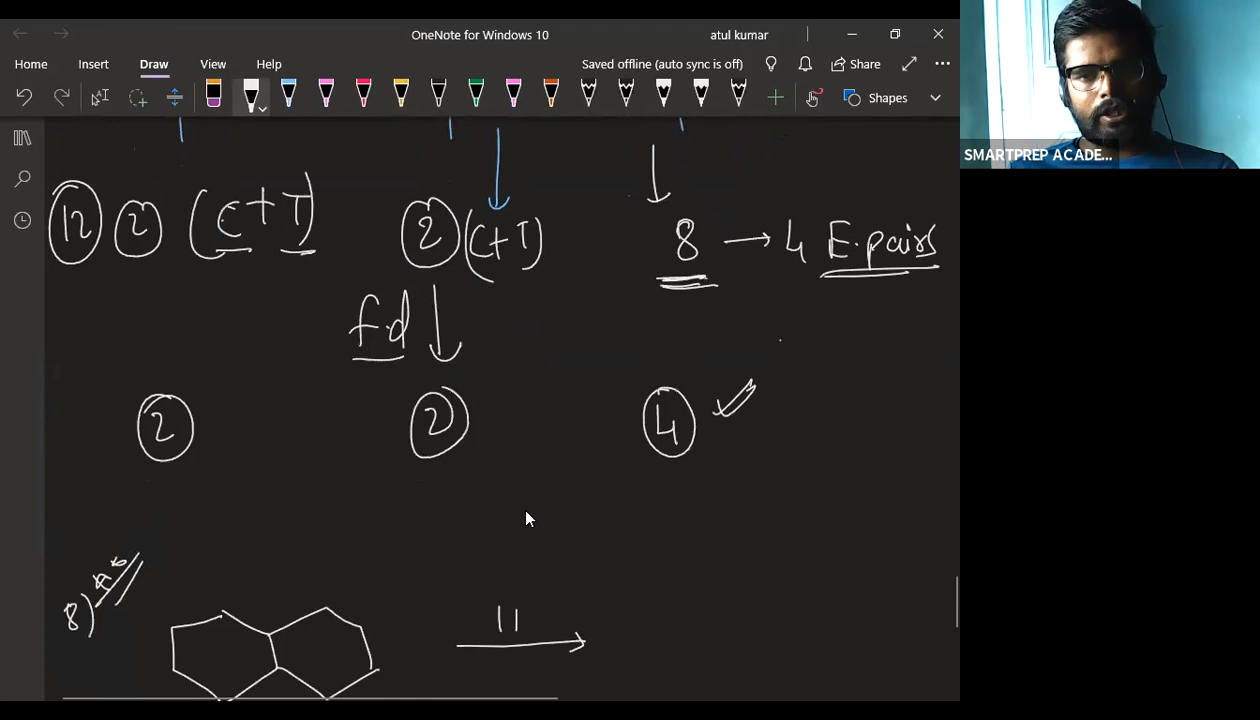 OneNote for Windows 10
atul kumar
Home Insert Draw View Help
Saved offline (auto sync is off)
Share
Shapes
SMARTPREP ACADE...
12 2 (C+T) 2 (C+T) 8 → 4 E.pairs
f.d
2 2 4
8) 11